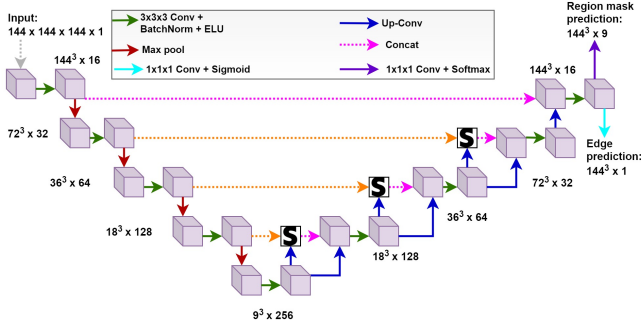 Input:
144 x 144 x 144 x 1
3x3x3 Conv +
BatchNorm + ELU
Up-Conv
Max pool
Concat
1x1x1 Conv + Sigmoid
1x1x1 Conv + Softmax
Region mask
prediction:
144³ x 9
144³ x 16
144³ x 16
72³ x 32
S
Edge
prediction:
144³ x 1
36³ x 64
S
72³ x 32
36³ x 64
18³ x 128
S
18³ x 128
9³ x 256